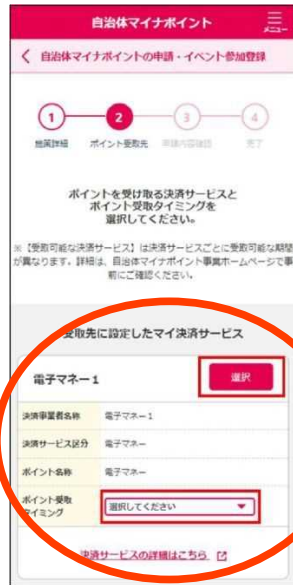 自治体マイナポイント
メニュー
自治体マイナポイントの申請・イベント参加登録
1 2 3 4
施策詳細 ポイント受取先 申請内容確認 完了
ポイントを受け取る決済サービスと
ポイント受取タイミングを
選択してください。
※【受取可能な決済サービス】は決済サービスごとに受取可能な期間
が異なります。詳細は、自治体マイナポイント事業ホームページで事
前にご確認ください。
受取先に設定したマイ決済サービス
電子マネー1
選択
決済事業者名称 電子マネー1
決済サービス区分 電子マネー
ポイント名称 電子マネー
ポイント受取
タイミング
選択してください
決済サービスの詳細はこちら